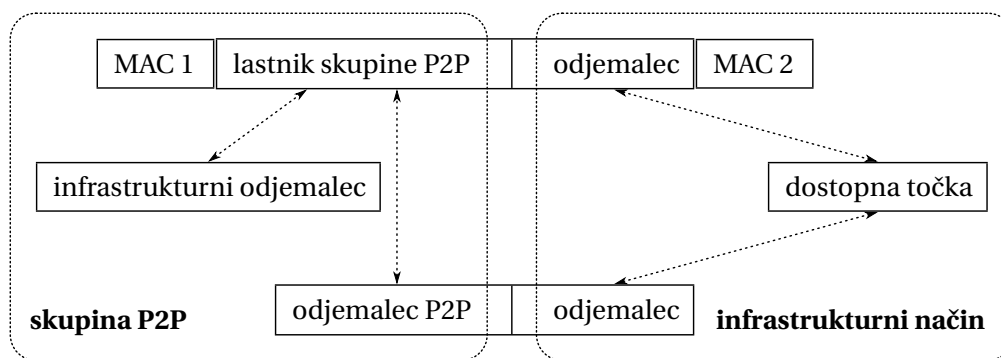 MAC 1 lastnik skupine P2P odjemalec MAC 2
infrastrukturni odjemalec dostopna točka
odjemalec P2P odjemalec
skupina P2P infrastrukturni način